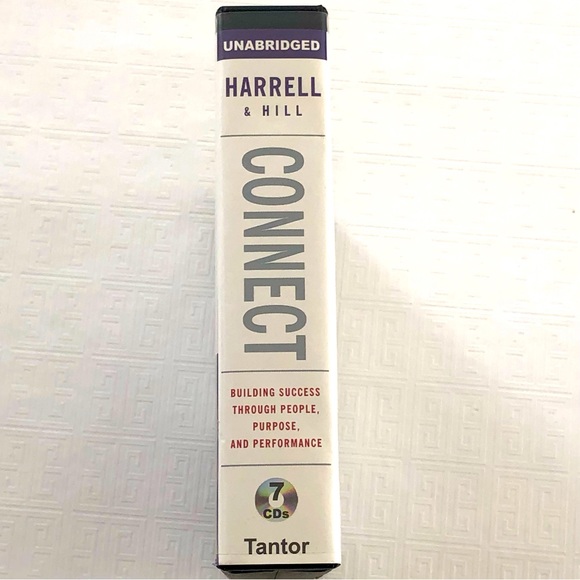 UNABRIDGED
HARRELL
& HILL
CONNECT
BUILDING SUCCESS
THROUGH PEOPLE,
PURPOSE,
AND PERFORMANCE
7
CDs
Tantor